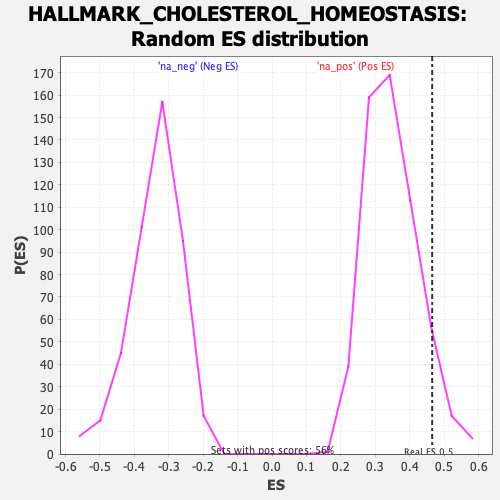 HALLMARK_CHOLESTEROL_HOMEOSTASIS:
Random ES distribution
'na_neg' (Neg ES)
'na_pos' (Pos ES)
P(ES)
170
160
150
140
130
120
110
100
90
80
70
60
50
40
30
20
10
0
Sets with pos scores: 56%
Real ES 0.5
-0.6 -0.5 -0.4 -0.3 -0.2 -0.1 0.0 0.1 0.2 0.3 0.4 0.5 0.6
ES